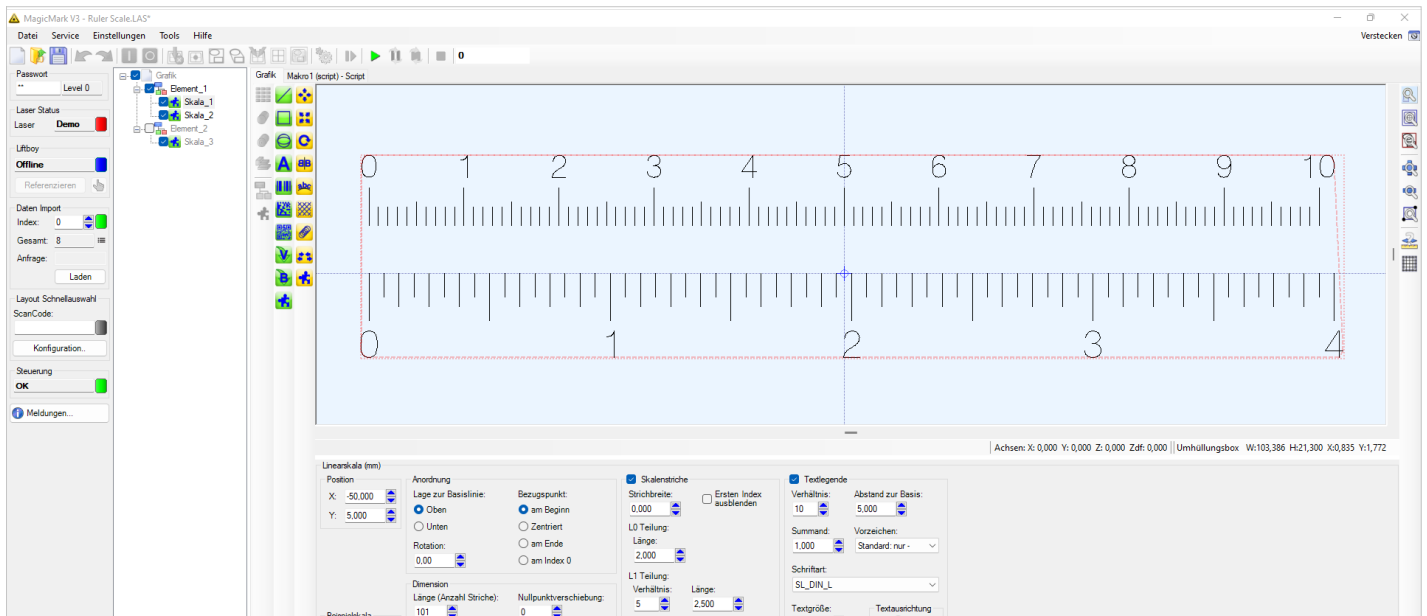 MagicMark V3 - Ruler Scale.LAS*
Datei Service Einstellungen Tools Hilfe
Verstecken
0
Passwort
** Level 0
Laser Status
Laser Demo
Liftboy
Offline
Referenzieren
Daten Import
Index: 0
Gesamt: 8
Anfrage:
Laden
Layout Schnellauswahl
ScanCode:
Konfiguration..
Steuerung
OK
Meldungen...
Grafik
Element_1
Skala_1
Skala_2
Element_2
Skala_3
Grafik Makro1 (script) - Script
A B|B
abc
V
B
0 1 2 3 4 5 6 7 8 9 10
0 1 2 3 4
Achsen: X: 0,000 Y: 0,000 Z: 0,000 Zdf: 0,000 Umhüllungsbox W:103,386 H:21,300 X:0,835 Y:1,772
Linearskala (mm)
Position
X: -50,000
Y: 5,000
Beispielskala
Anordnung
Lage zur Basislinie: Bezugspunkt:
Oben am Beginn
Unten Zentriert
Rotation: am Ende
0,00 am Index 0
Dimension
Länge (Anzahl Striche): Nullpunktverschiebung:
101 0
Skalenstriche
Strichbreite: Ersten Index
0,000 ausblenden
L0 Teilung:
Länge:
2,000
L1 Teilung:
Verhältnis: Länge:
5 2,500
Textlegende
Verhältnis: Abstand zur Basis:
10 5,000
Summand: Vorzeichen:
1,000 Standard: nur -
Schriftart:
SL_DIN_L
Textgröße: Textausrichtung